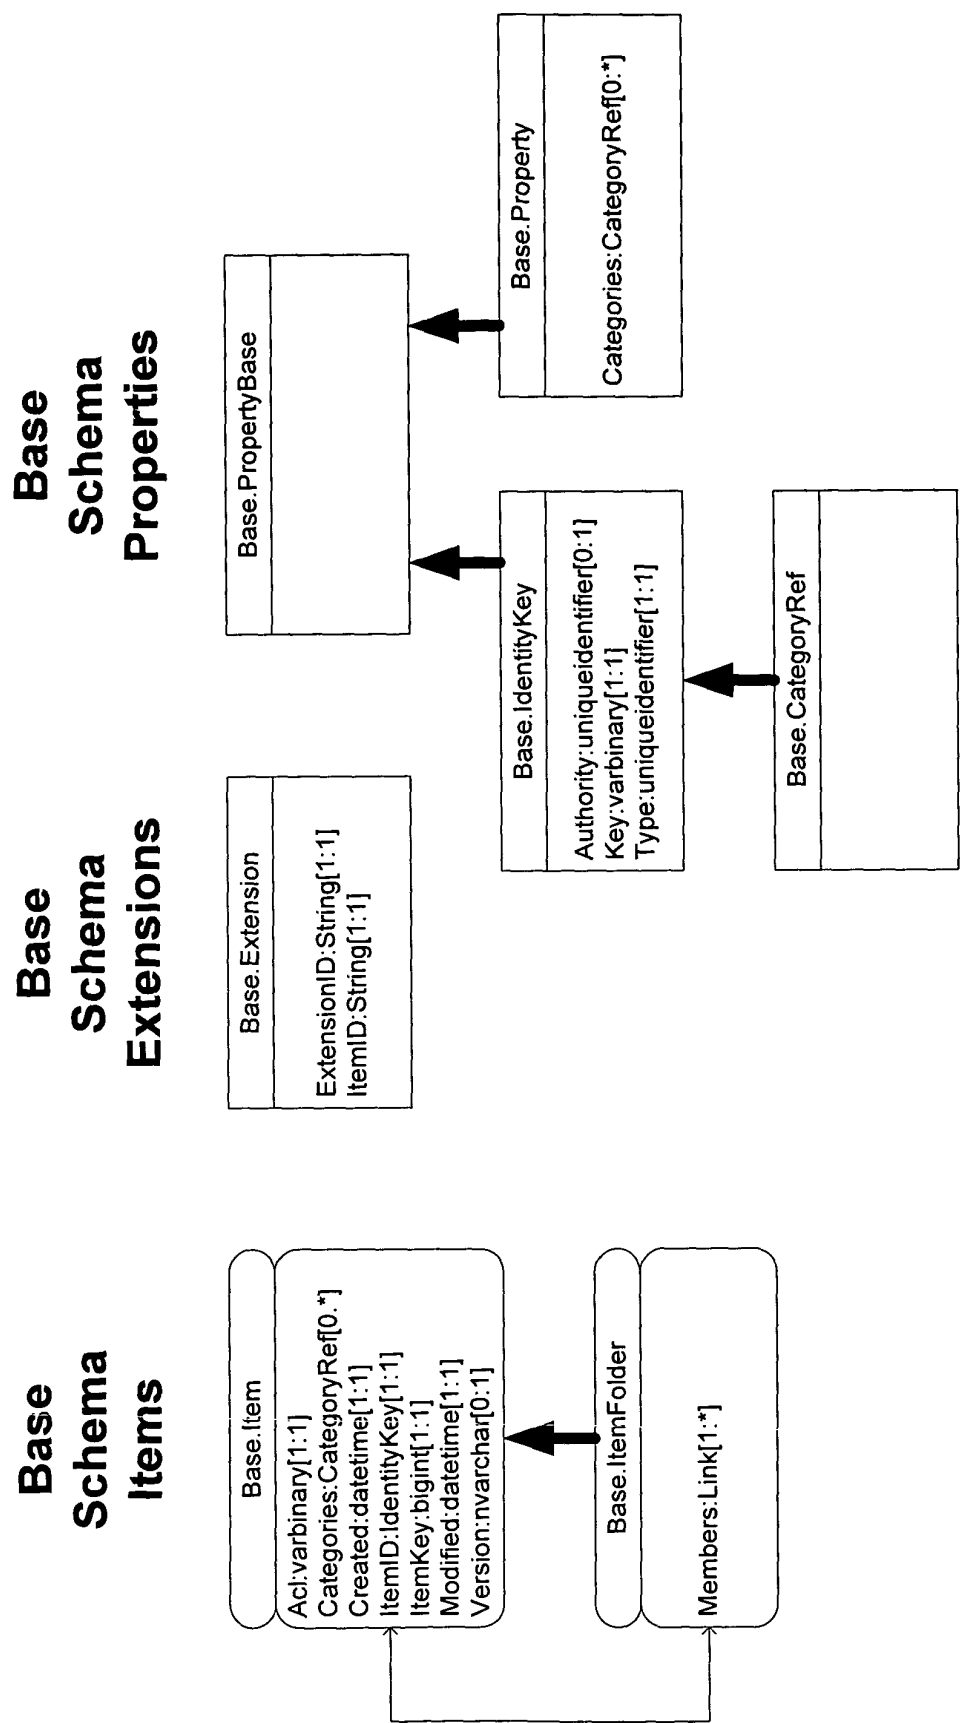 Base
Schema
Items
Base.Item
Acl:varbinary[1:1]
Categories:CategoryRef[0.*]
Created:datetime[1:1]
ItemID:IdentityKey[1:1]
ItemKey:bigint[1:1]
Modified:datetime[1:1]
Version:nvarchar[0:1]
Base.ItemFolder
Members:Link[1:*]
Base
Schema
Extensions
Base.Extension
ExtensionID:String[1:1]
ItemID:String[1:1]
Base
Schema
Properties
Base.PropertyBase
Base.IdentityKey
Authority:uniqueidentifier[0:1]
Key:varbinary[1:1]
Type:uniqueidentifier[1:1]
Base.Property
Categories:CategoryRef[0:*]
Base.CategoryRef